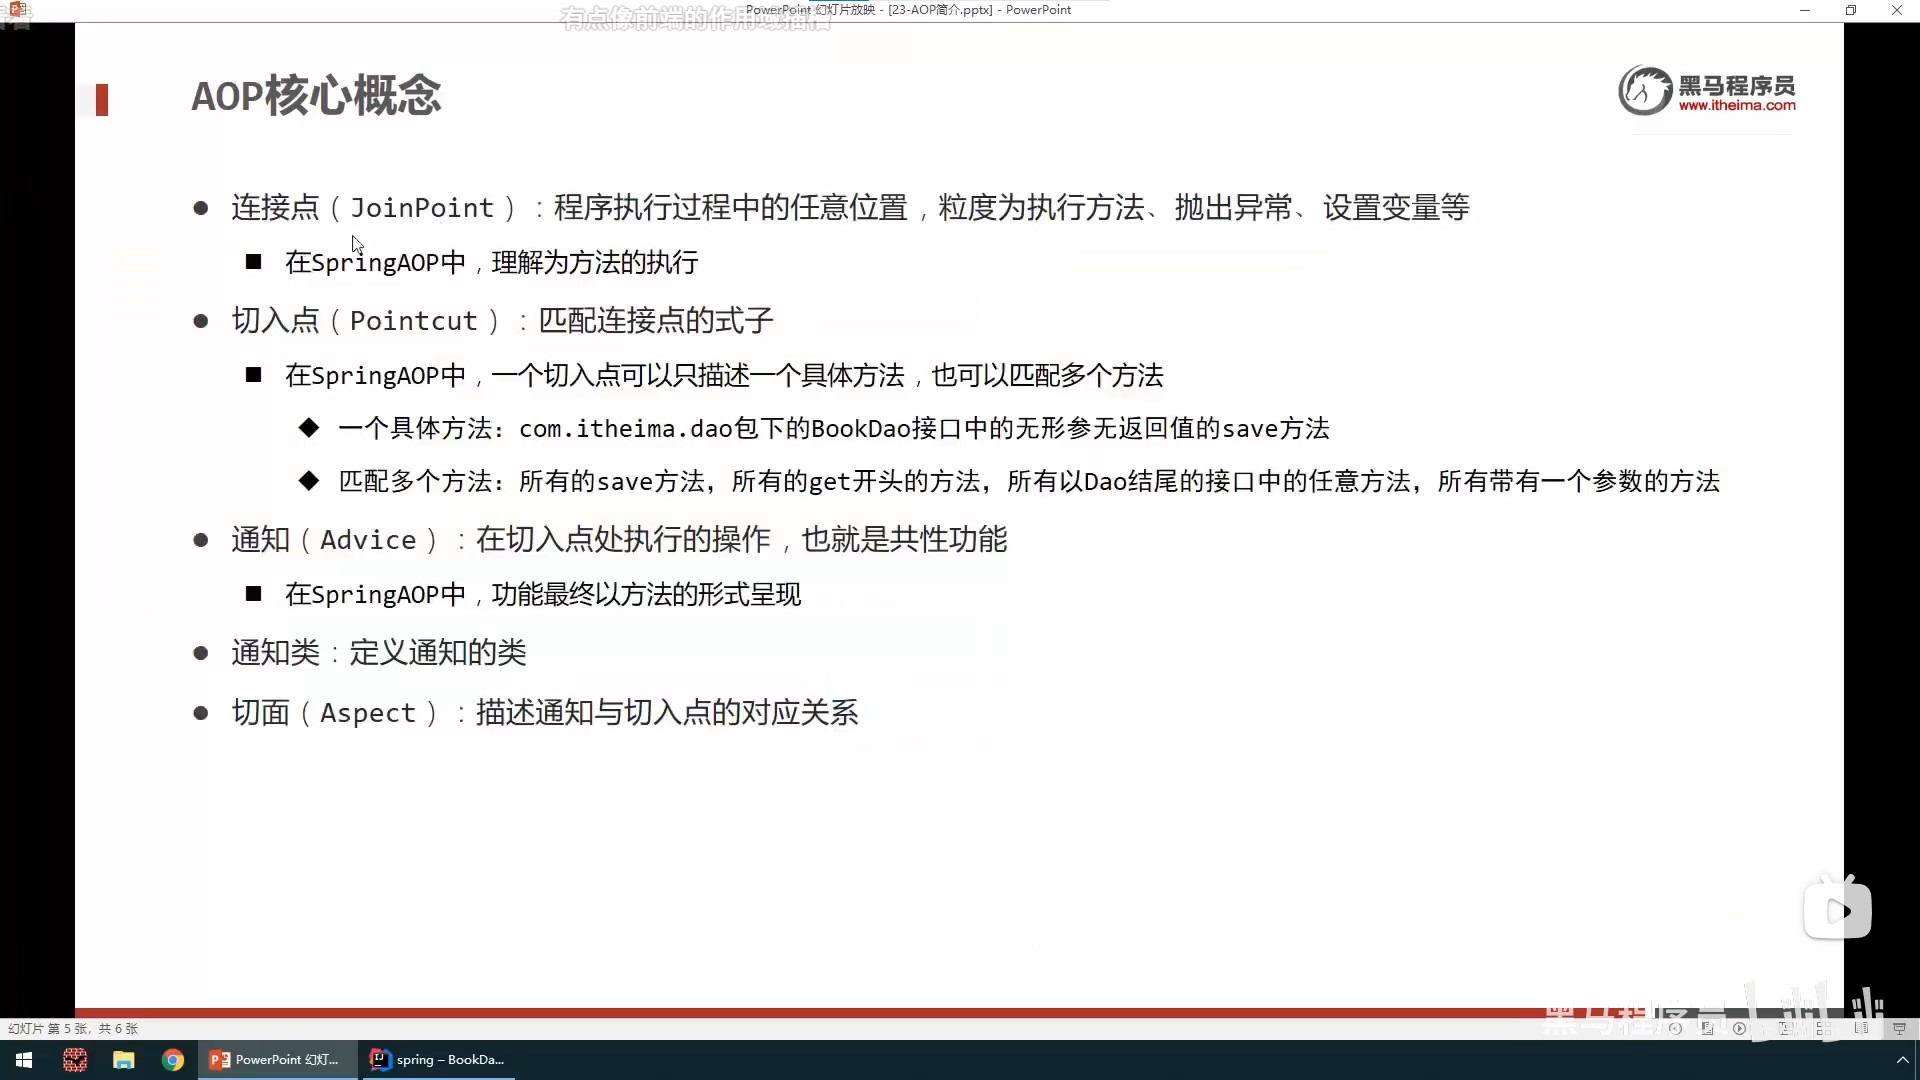 PowerPoint 幻灯片放映 - [23-AOP简介.pptx] - PowerPoint
有点像前端的作用域插槽
AOP核心概念
黑马程序员
www.itheima.com
● 连接点（JoinPoint）：程序执行过程中的任意位置，粒度为执行方法、抛出异常、设置变量等
■ 在SpringAOP中，理解为方法的执行
● 切入点（Pointcut）：匹配连接点的式子
■ 在SpringAOP中，一个切入点可以只描述一个具体方法，也可以匹配多个方法
◆ 一个具体方法：com.itheima.dao包下的BookDao接口中的无形参无返回值的save方法
◆ 匹配多个方法：所有的save方法，所有的get开头的方法，所有以Dao结尾的接口中的任意方法，所有带有一个参数的方法
● 通知（Advice）：在切入点处执行的操作，也就是共性功能
■ 在SpringAOP中，功能最终以方法的形式呈现
● 通知类：定义通知的类
● 切面（Aspect）：描述通知与切入点的对应关系
黑马程序员
幻灯片 第 5 张，共 6 张
PowerPoint 幻灯...
spring – BookDa...